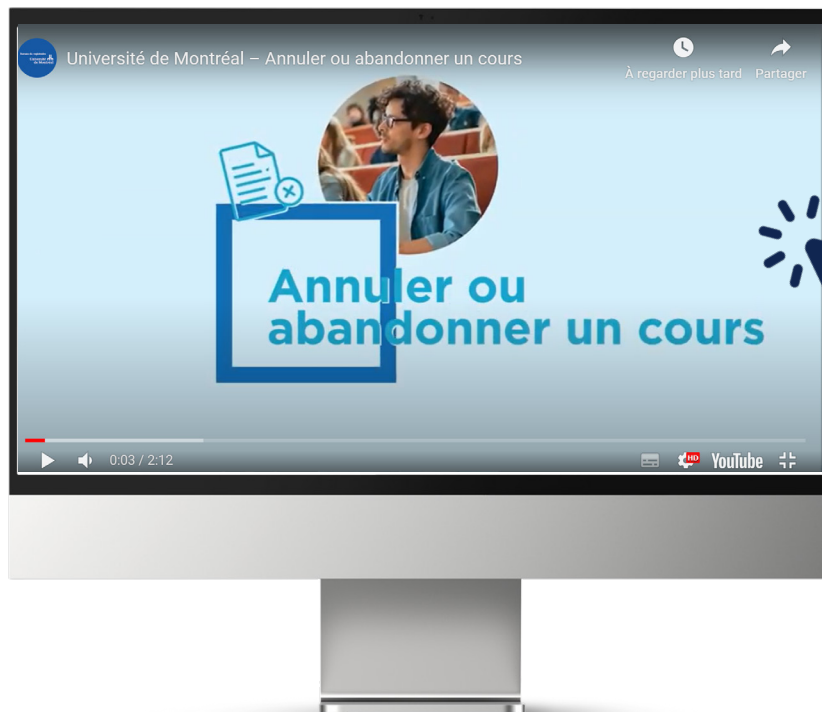 Université de Montréal – Annuler ou abandonner un cours
À regarder plus tard
Partager
Annuler ou
abandonner un cours
0:03 / 2:12
HD
YouTube